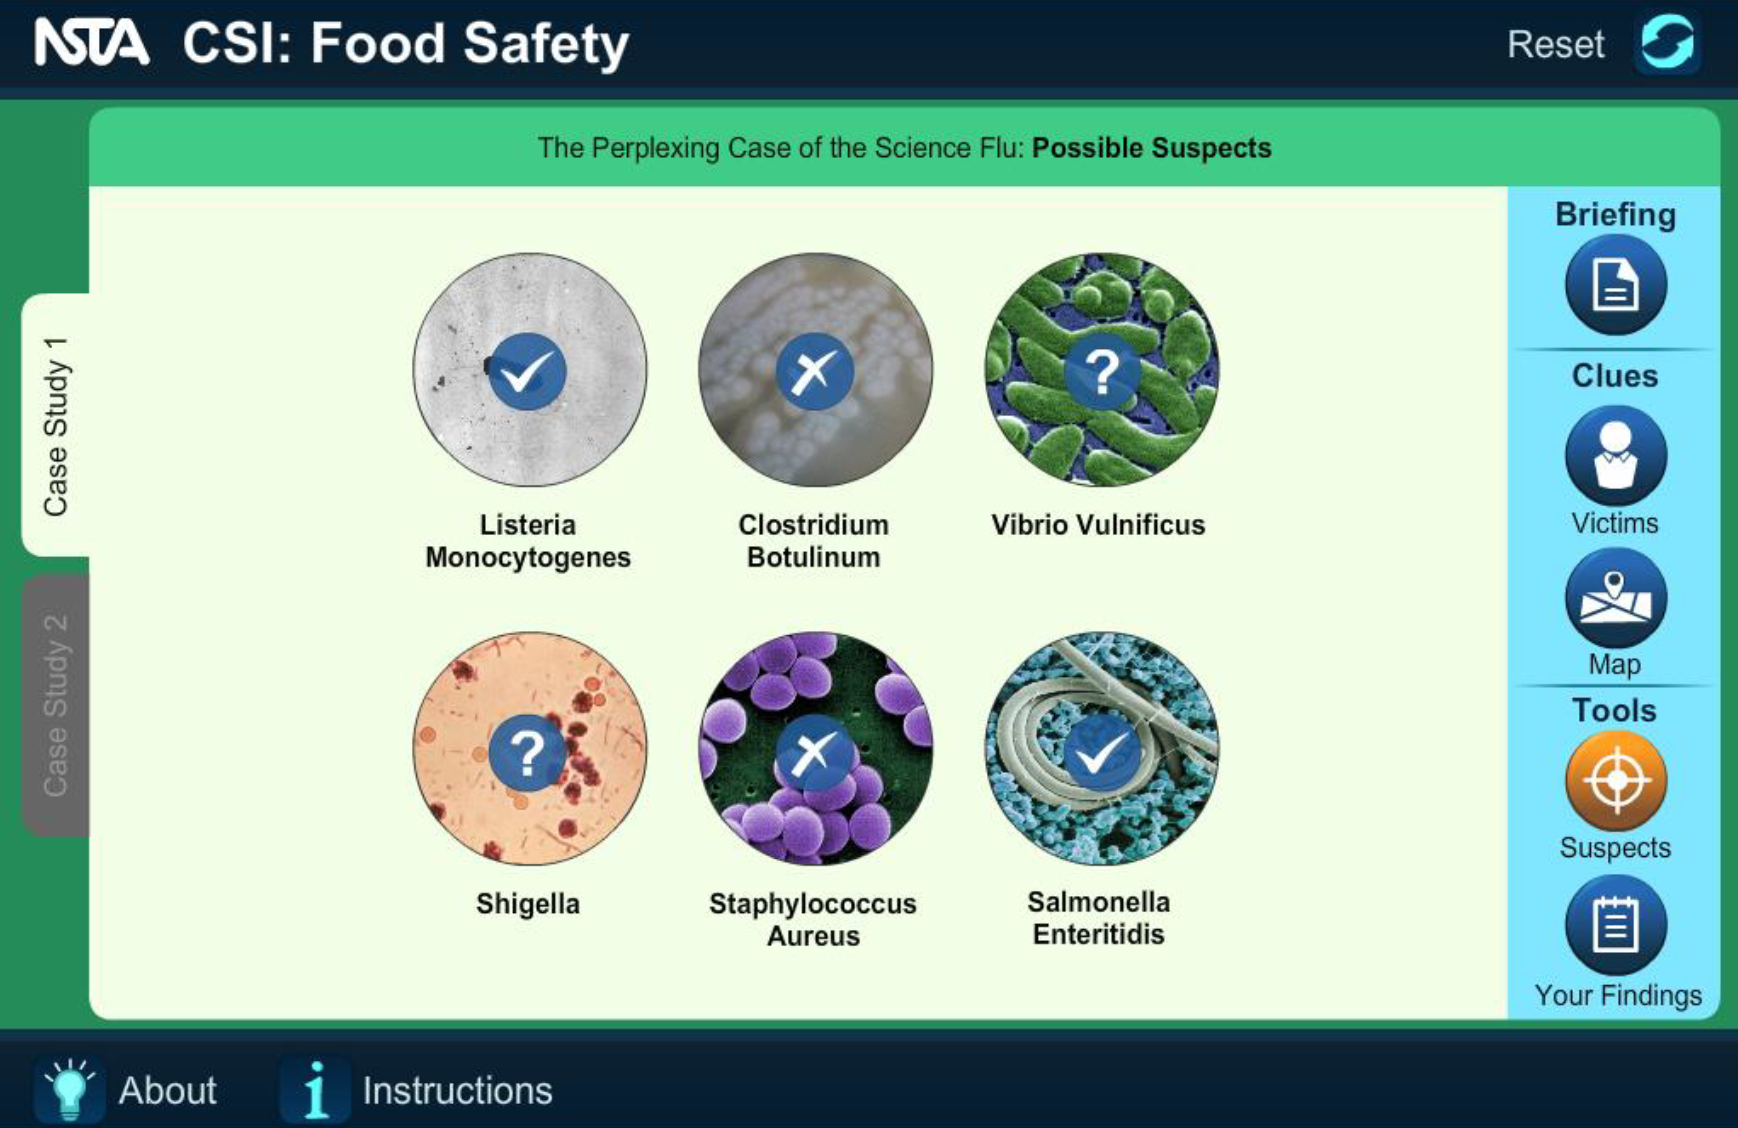 NSTA CSI: Food Safety
Reset
The Perplexing Case of the Science Flu: Possible Suspects
Case Study 1
Case Study 2
Listeria
Monocytogenes
Clostridium
Botulinum
Vibrio Vulnificus
?
Shigella
?
Staphylococcus
Aureus
Salmonella
Enteritidis
Briefing
Clues
Victims
Map
Tools
Suspects
Your Findings
About
i Instructions